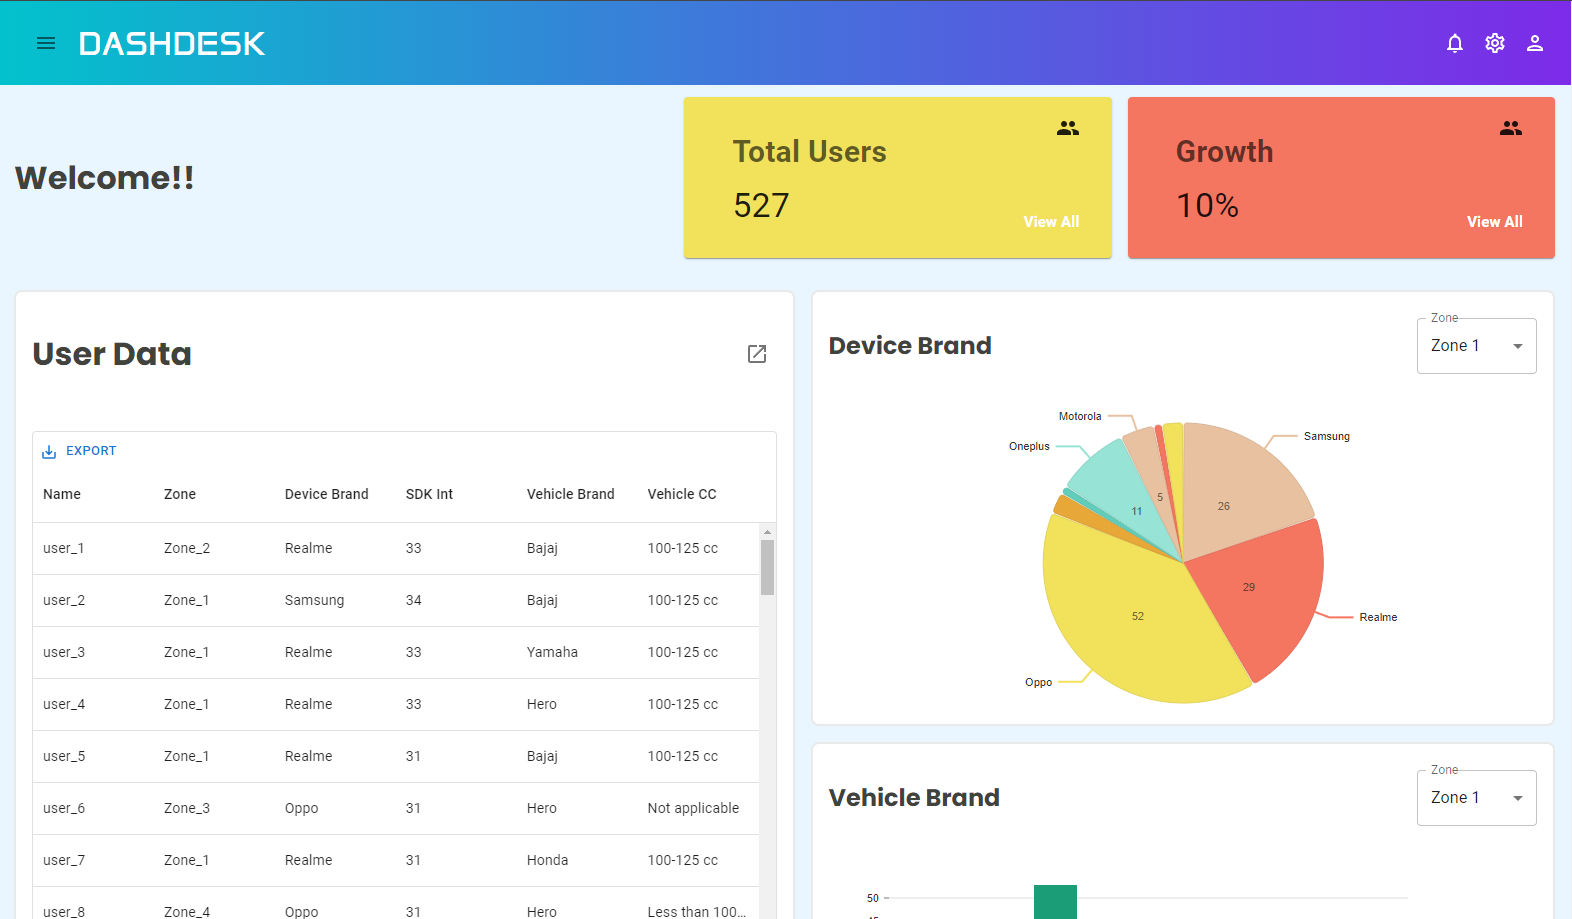 DASHDESK
Welcome!!
Total Users
527
View All
Growth
10%
View All
User Data
EXPORT
Name Zone Device Brand SDK Int Vehicle Brand Vehicle CC
user_1 Zone_2 Realme 33 Bajaj 100-125 cc
user_2 Zone_1 Samsung 34 Bajaj 100-125 cc
user_3 Zone_1 Realme 33 Yamaha 100-125 cc
user_4 Zone_1 Realme 33 Hero 100-125 cc
user_5 Zone_1 Realme 31 Bajaj 100-125 cc
user_6 Zone_3 Oppo 31 Hero Not applicable
user_7 Zone_1 Realme 31 Honda 100-125 cc
user_8 Zone_4 Oppo 31 Hero Less than 100...
Device Brand
Zone
Zone 1
Motorola
Samsung
Oneplus
5
26
11
29
52
Realme
Oppo
Vehicle Brand
Zone
Zone 1
50